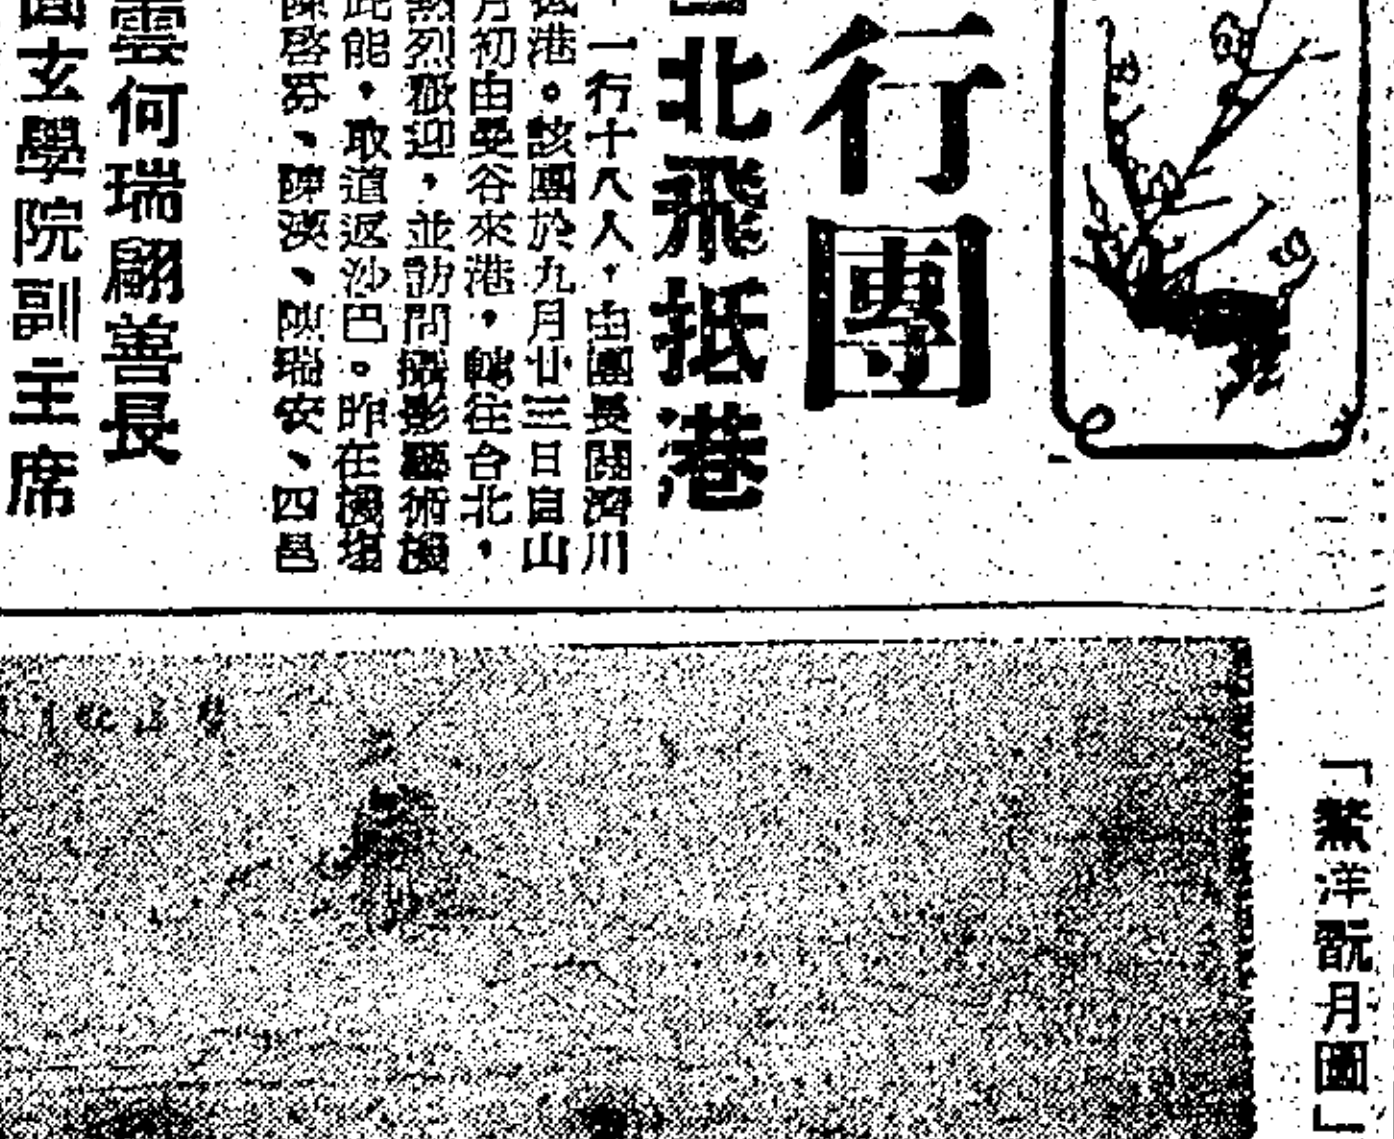 行團
北飛抵港
一行十八人，由團長關濟川
抵港。該團於九月廿三日自山
月初由曼谷來港，轉往台北，
熱烈歡迎，並訪問攝影藝術機
能，取道返沙巴。昨在機場
陳啓芬、陳漢、陳瑞安、四邑
雲何瑞翩善長
圓玄學院副主席
「鰲洋翫月圖」